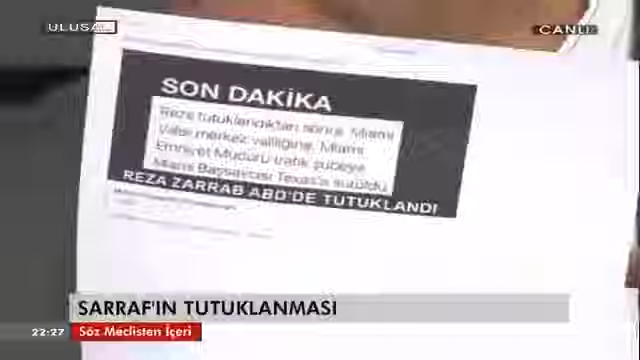 ULUSAL
CANLI
SON DAKİKA
Reza tutuklandıktan sonra, Miami
Valisi merkez valiliğine, Miami
Emniyet Müdürü trafik şubeye,
Miami Başsavcısı Texas'a sürüldü
REZA ZARRAB ABD'DE TUTUKLANDI
SARRAF'IN TUTUKLANMASI
22:27 Söz Meclisten İçeri